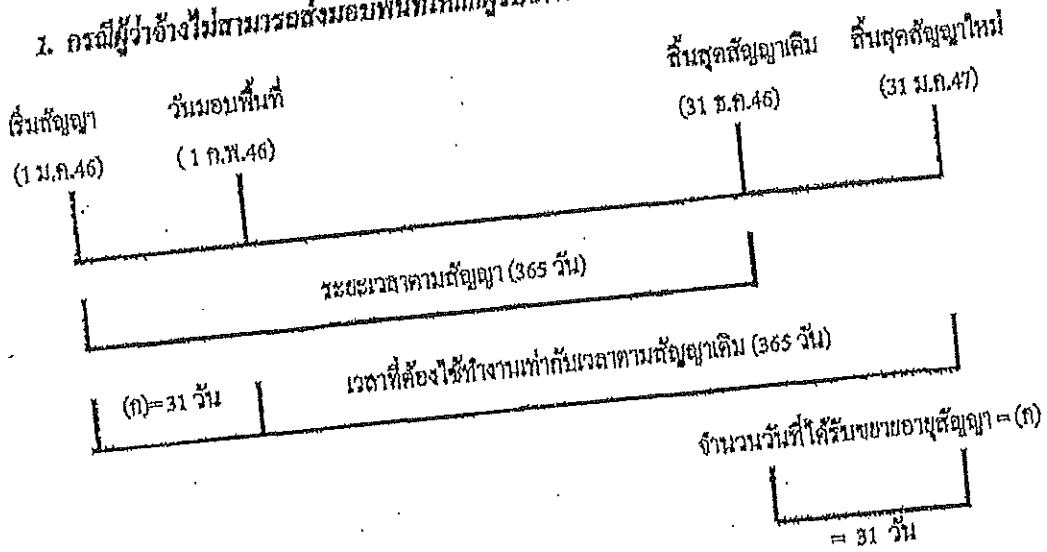 1. กรณีผู้ว่าจ้างไม่สามารถส่งมอบพื้นที่ให้แก่ผู้รับ
เริ่มสัญญา วันมอบพื้นที่ สิ้นสุดสัญญาเดิม สิ้นสุดสัญญาใหม่
(1 ม.ค.46) (1 ก.พ.46) (31 ธ.ค.46) (31 ม.ค.47)
ระยะเวลาตามสัญญา (365 วัน)
(ก)=31 วัน เวลาที่ต้องใช้ทำงานเท่ากับเวลาตามสัญญาเดิม (365 วัน)
จำนวนวันที่ได้รับขยายอายุสัญญา = (ก)
= 31 วัน